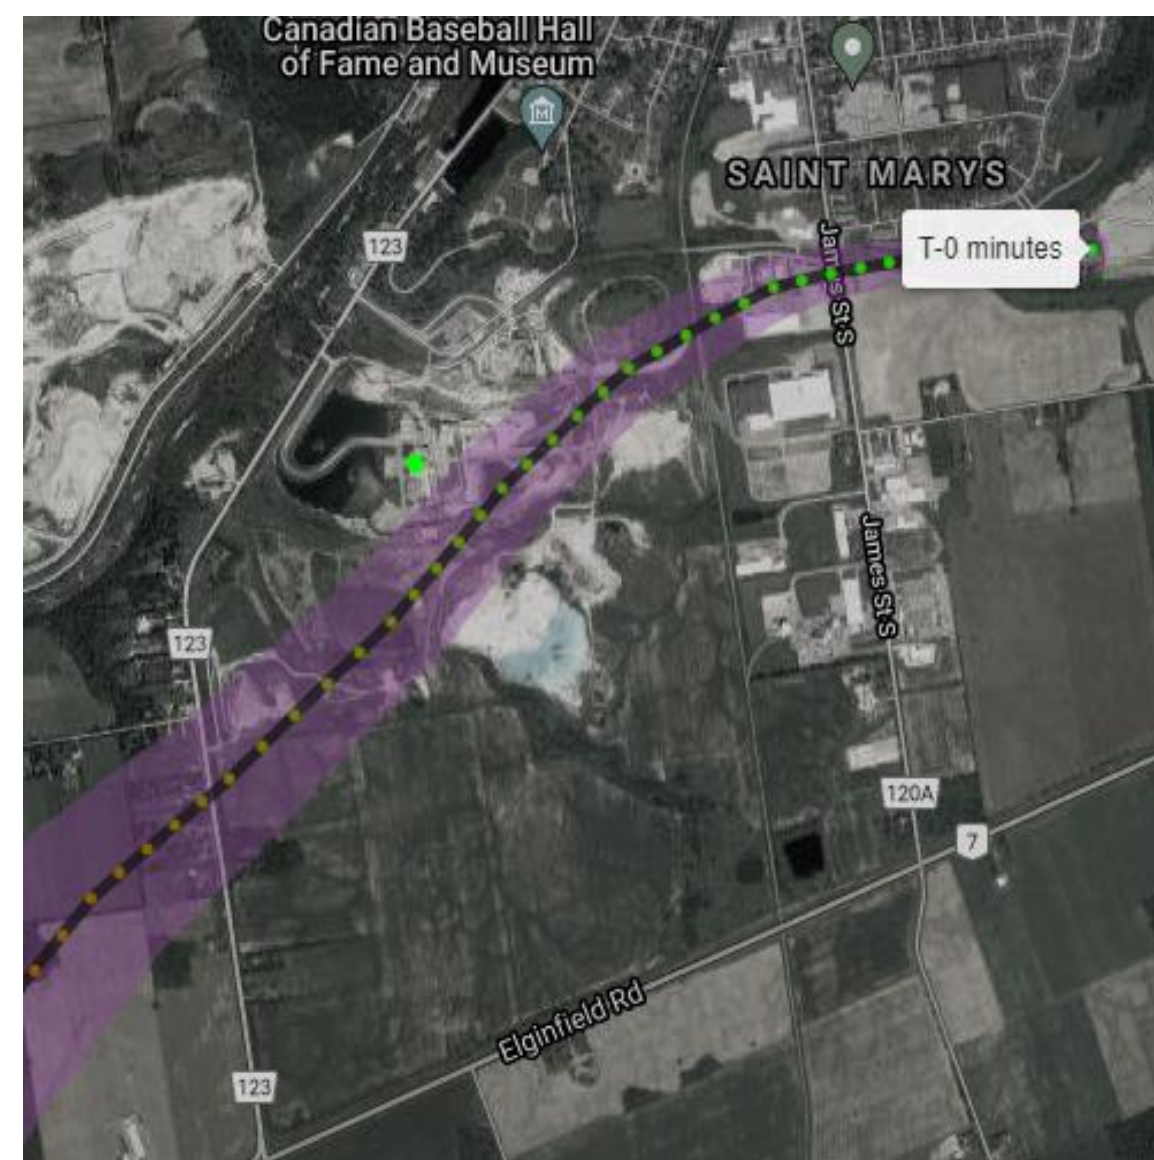 Canadian Baseball Hall
of Fame and Museum
M
SAINT MARYS
123
James St S
T-0 minutes
James St S
123
120A
7
Elginfield Rd
123